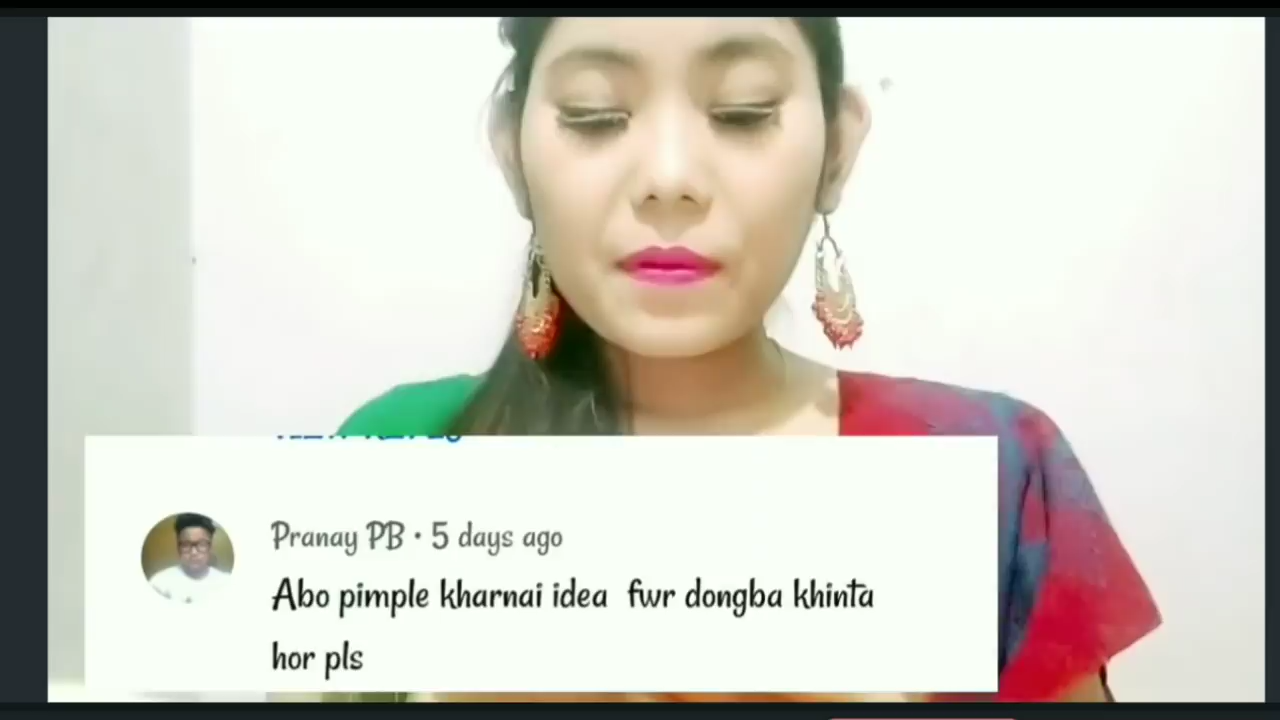 Pranay PB • 5 days ago
Abo pimple kharnai idea fwr dongba khinta
hor pls